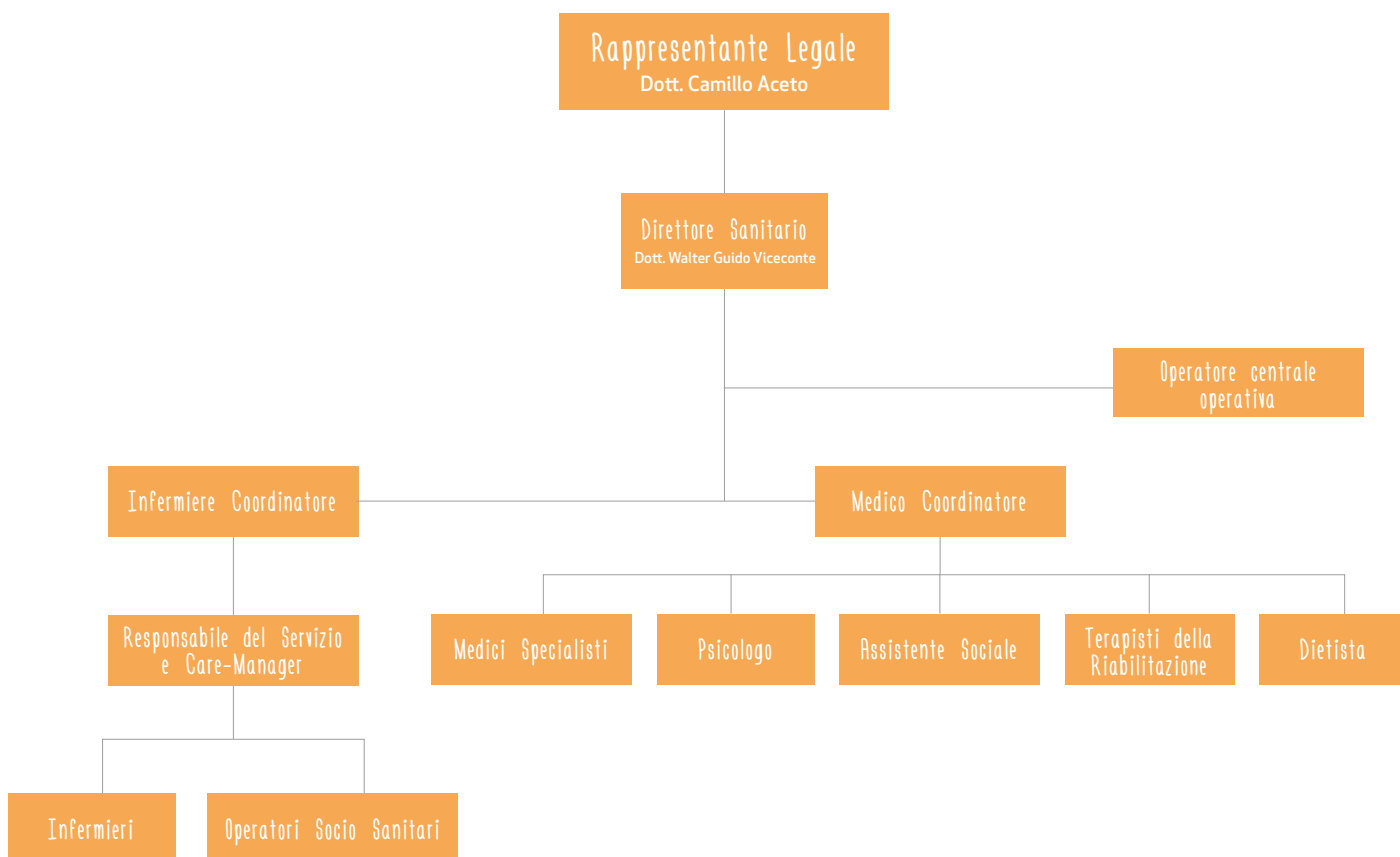 Rappresentante Legale
Dott. Camillo Aceto
Direttore Sanitario
Dott. Walter Guido Viceconte
Operatore centrale
operativa
Infermiere Coordinatore
Medico Coordinatore
Responsabile del Servizio
e Care-Manager
Medici Specialisti
Psicologo
Assistente Sociale
Terapisti della
Riabilitazione
Dietista
Infermieri
Operatori Socio Sanitari